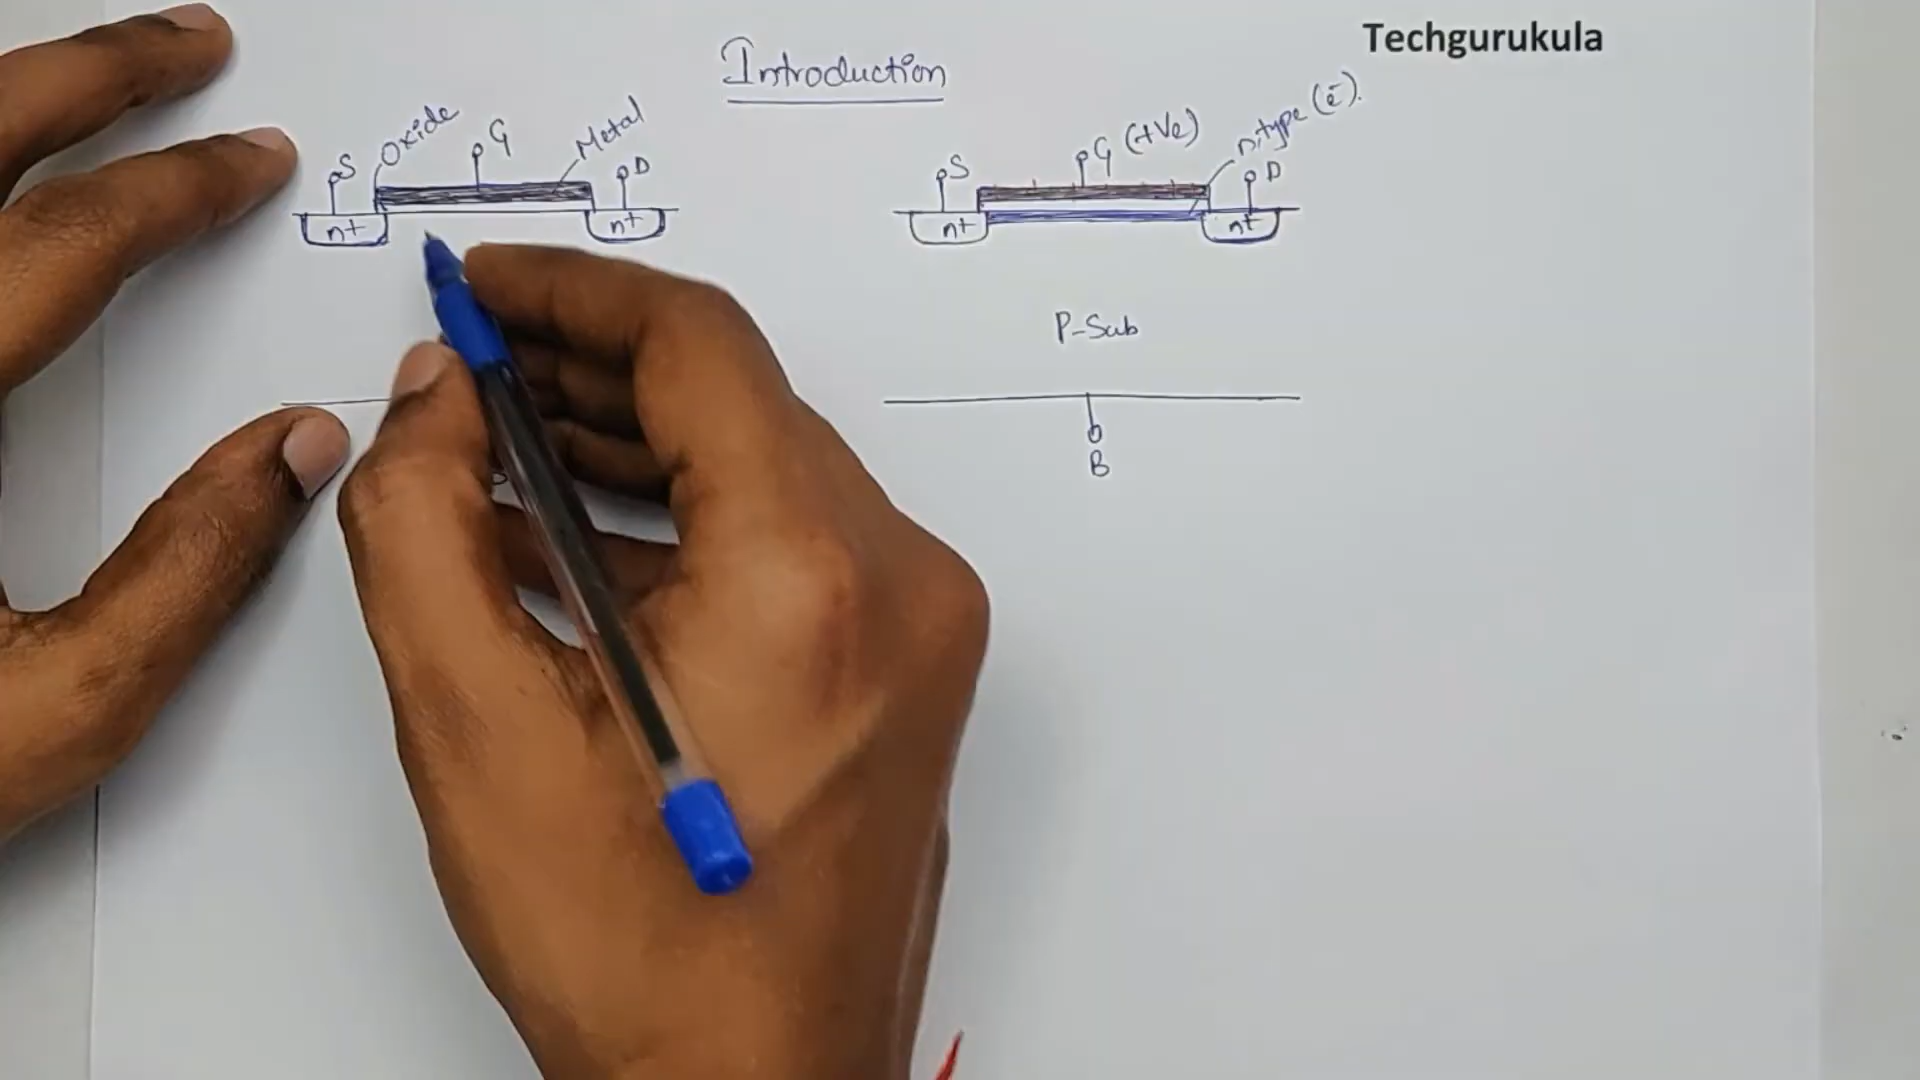 Techgurukula
Introduction
S
Oxide
G
Metal
D
n+
n+
S
G (+Ve)
n-type (ē).
D
n+
n+
P-Sub
B